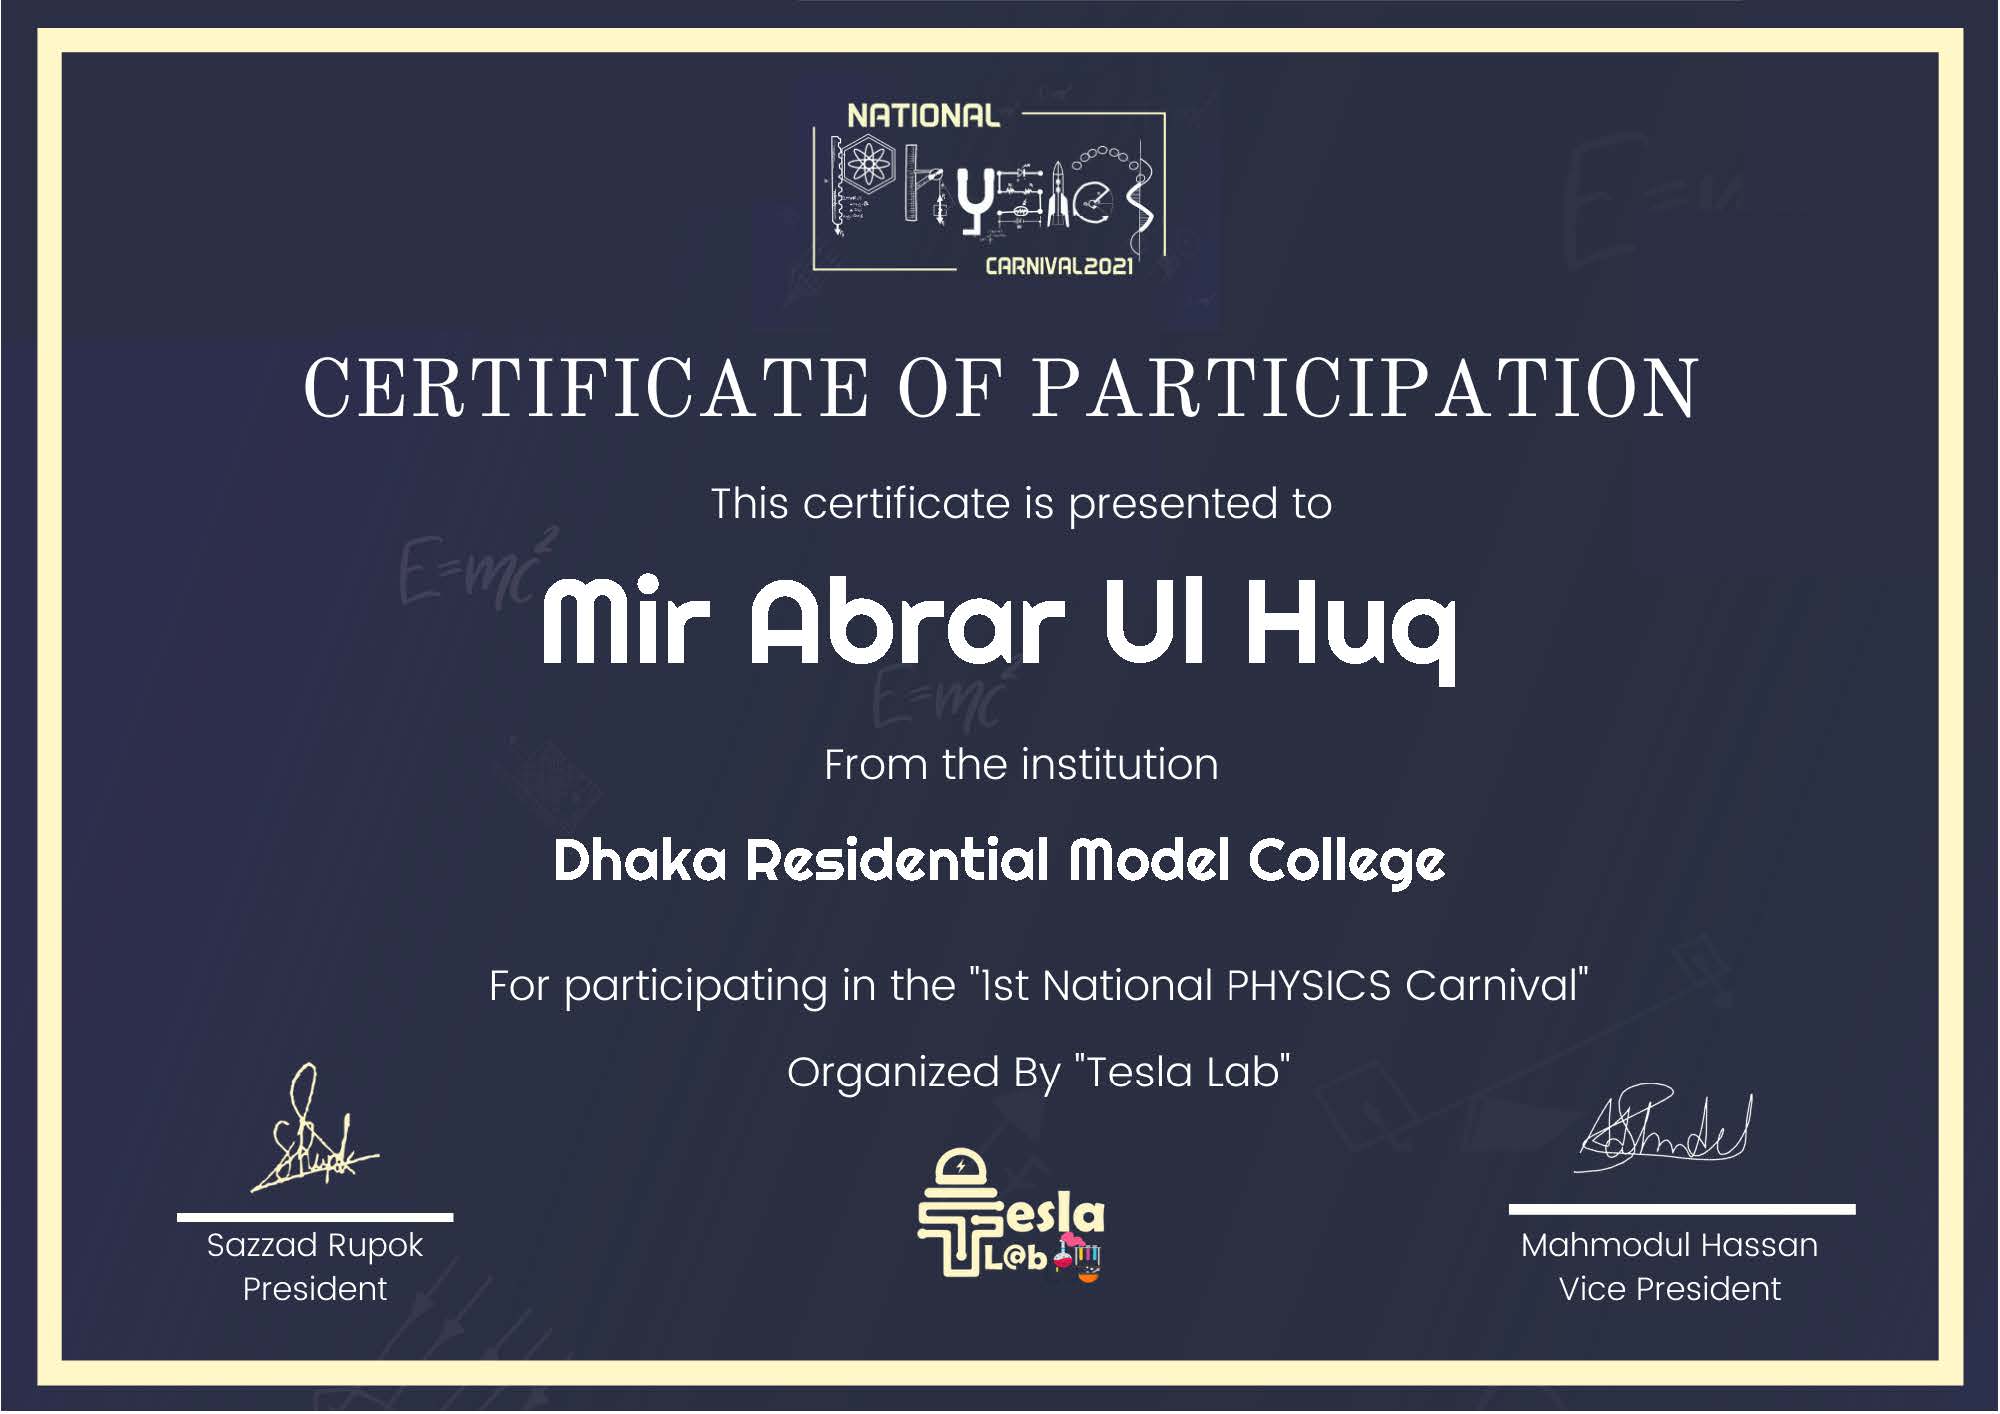 NATIONAL
Physics
CARNIVAL2021
CERTIFICATE OF PARTICIPATION
This certificate is presented to
E=mc²
Mir Abrar Ul Huq
E=mc²
From the institution
Dhaka Residential Model College
For participating in the "1st National PHYSICS Carnival"
Organized By "Tesla Lab"
Tesla
L@b
Sazzad Rupok
President
Mahmodul Hassan
Vice President